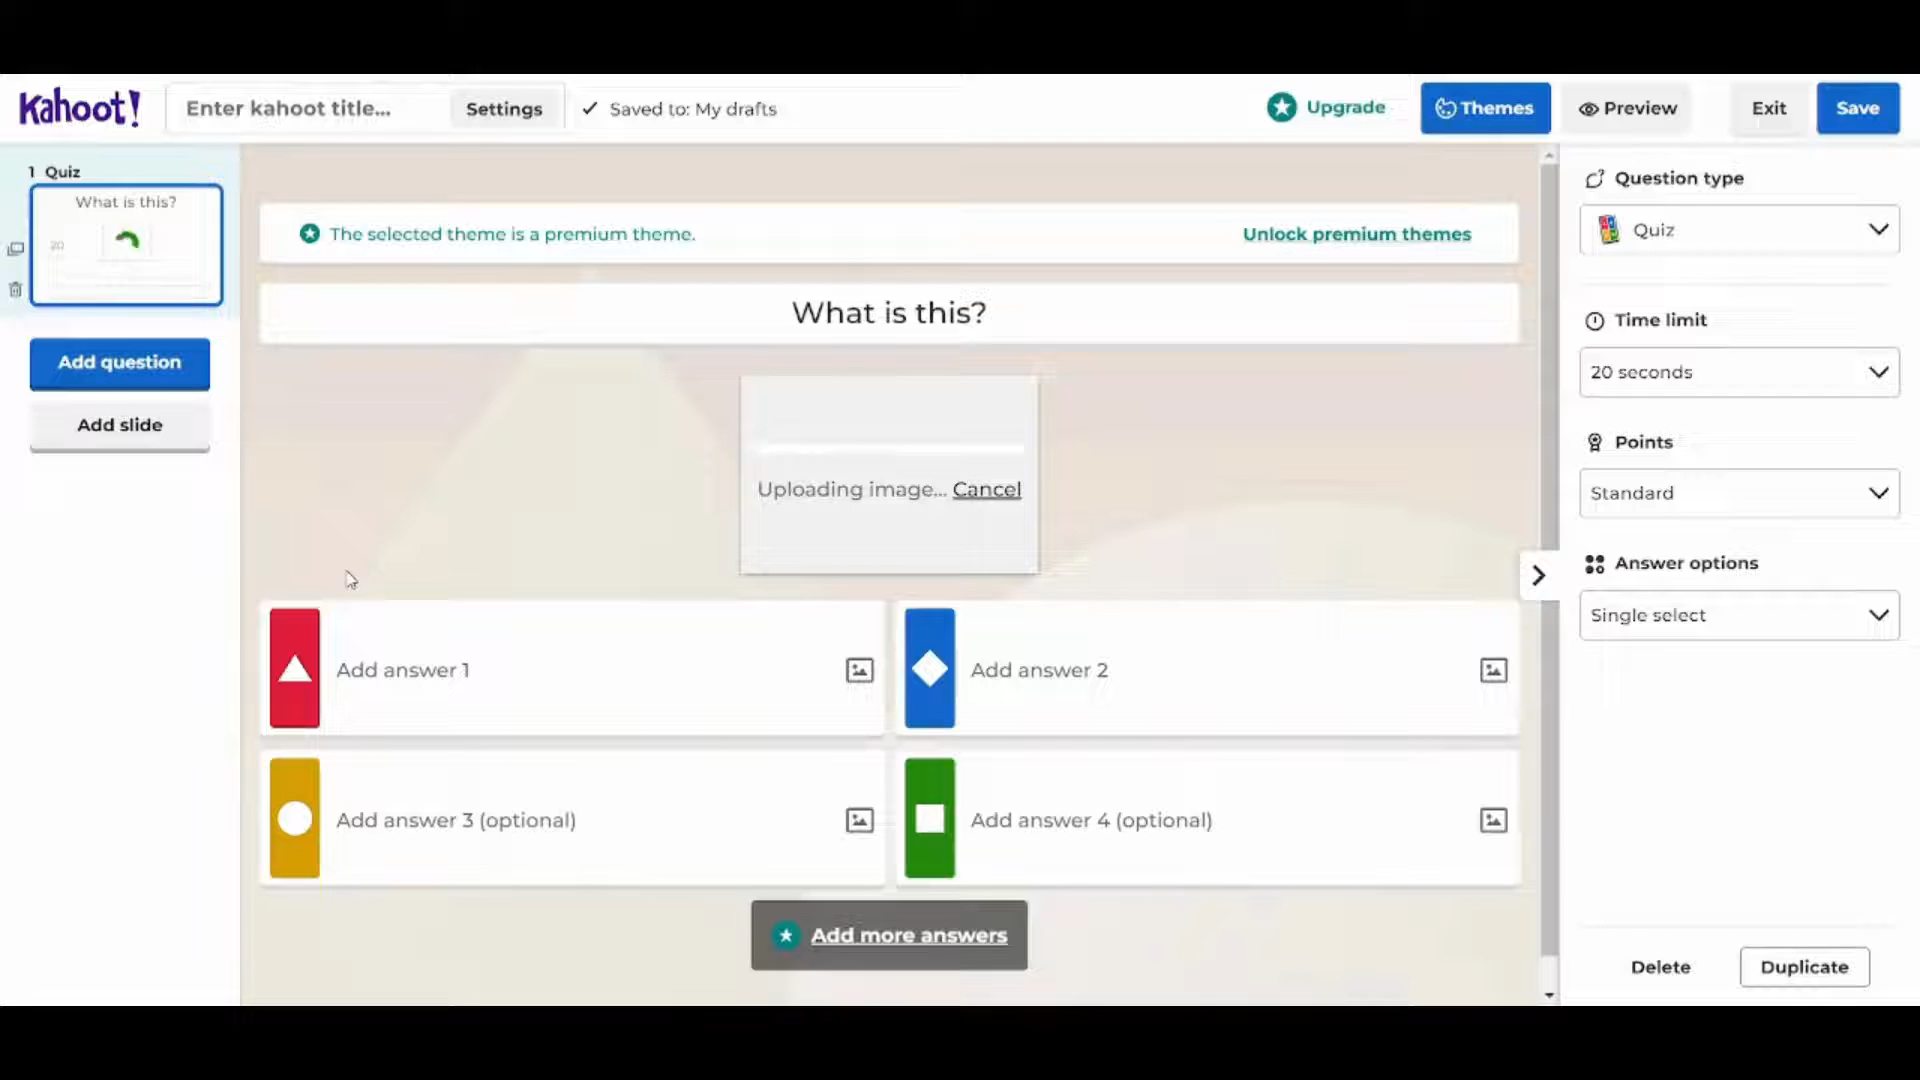 Kahoot!
Enter kahoot title...
Settings
Saved to: My drafts
Upgrade
Themes
Preview
Exit
Save
1 Quiz
What is this?
20
Add question
Add slide
The selected theme is a premium theme.
Unlock premium themes
What is this?
Uploading image... Cancel
Add answer 1
Add answer 2
Add answer 3 (optional)
Add answer 4 (optional)
Add more answers
Question type
Quiz
Time limit
20 seconds
Points
Standard
Answer options
Single select
Delete
Duplicate